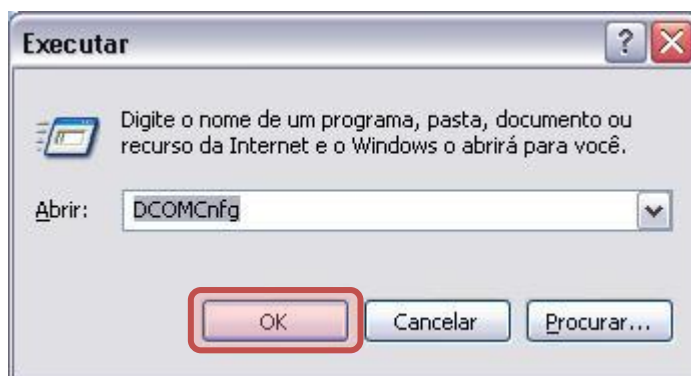 Executar
Digite o nome de um programa, pasta, documento ou
recurso da Internet e o Windows o abrirá para você.
Abrir: DCOMCnfg
OK Cancelar Procurar...